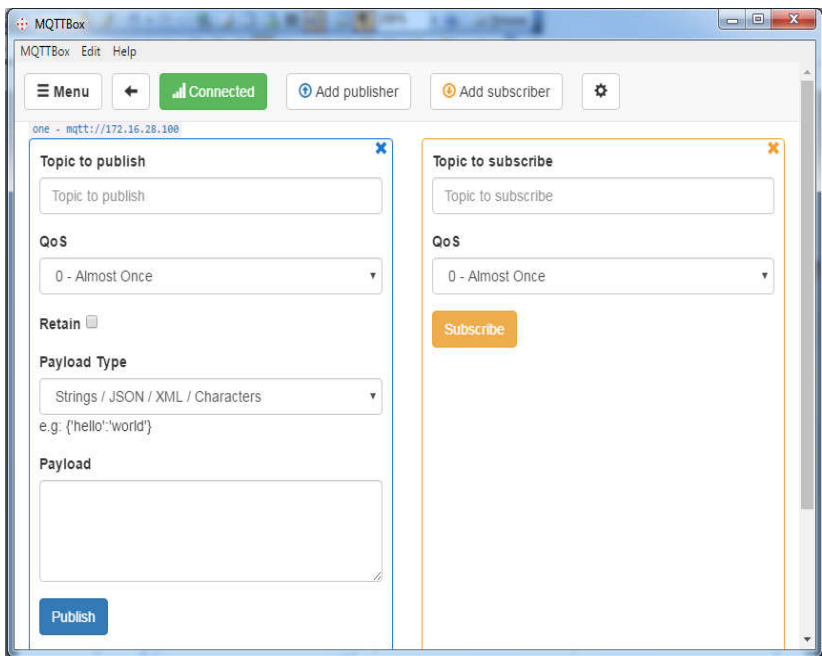 MQTTBox
MQTTBox Edit Help
Menu
Connected
Add publisher
Add subscriber
one - mqtt://172.16.28.100
Topic to publish
Topic to publish
QoS
0 - Almost Once
Retain
Payload Type
Strings / JSON / XML / Characters
e.g: {'hello':'world'}
Payload
Publish
Topic to subscribe
Topic to subscribe
QoS
0 - Almost Once
Subscribe